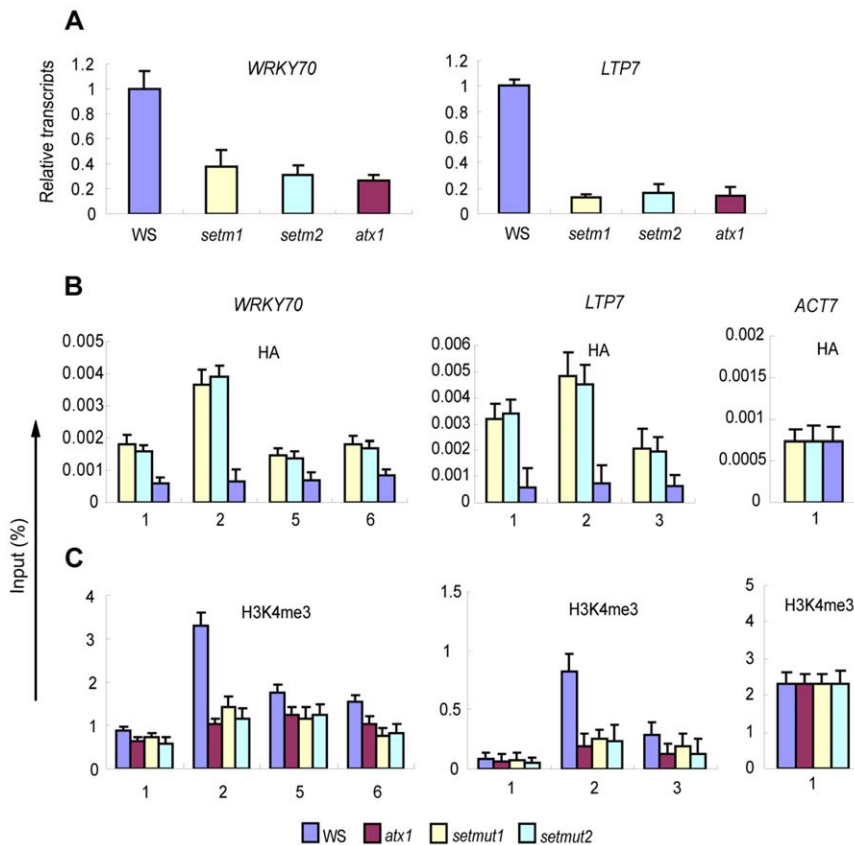 A
WRKY70
LTP7
Relative transcripts
1.2
1
0.8
0.6
0.4
0.2
0
WS
setm1
setm2
atx1
1.2
1
0.8
0.6
0.4
0.2
0
WS
setm1
setm2
atx1
B
WRKY70
LTP7
ACT7
HA
0.005
0.004
0.003
0.002
0.001
0
1
2
5
6
HA
0.006
0.005
0.004
0.003
0.002
0.001
0
1
2
3
HA
0.002
0.0015
0.001
0.0005
0
1
Input (%)
C
H3K4me3
4
3
2
1
0
1
2
5
6
H3K4me3
1.5
1
0.5
0
1
2
3
H3K4me3
5
4
3
2
1
0
1
WS
atx1
setmut1
setmut2